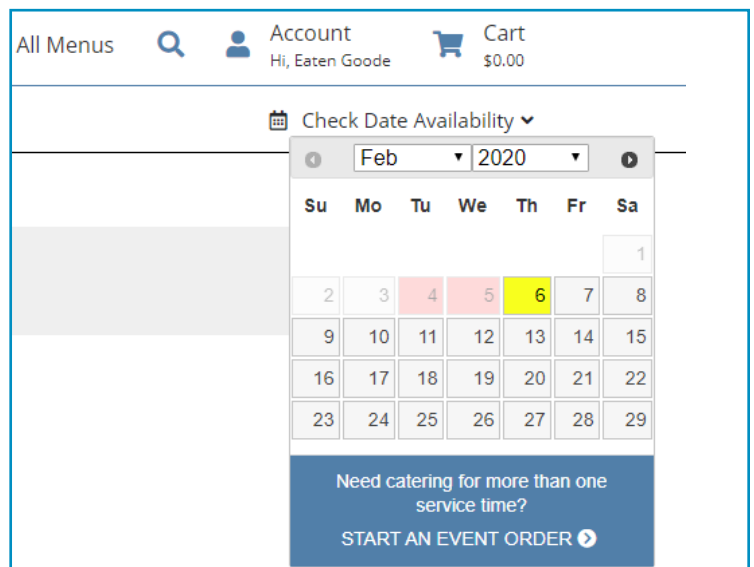 All Menus
Account
Hi, Eaten Goode
Cart
$0.00
Check Date Availability
Feb 2020
Su Mo Tu We Th Fr Sa
1
2 3 4 5 6 7 8
9 10 11 12 13 14 15
16 17 18 19 20 21 22
23 24 25 26 27 28 29
Need catering for more than one
service time?
START AN EVENT ORDER